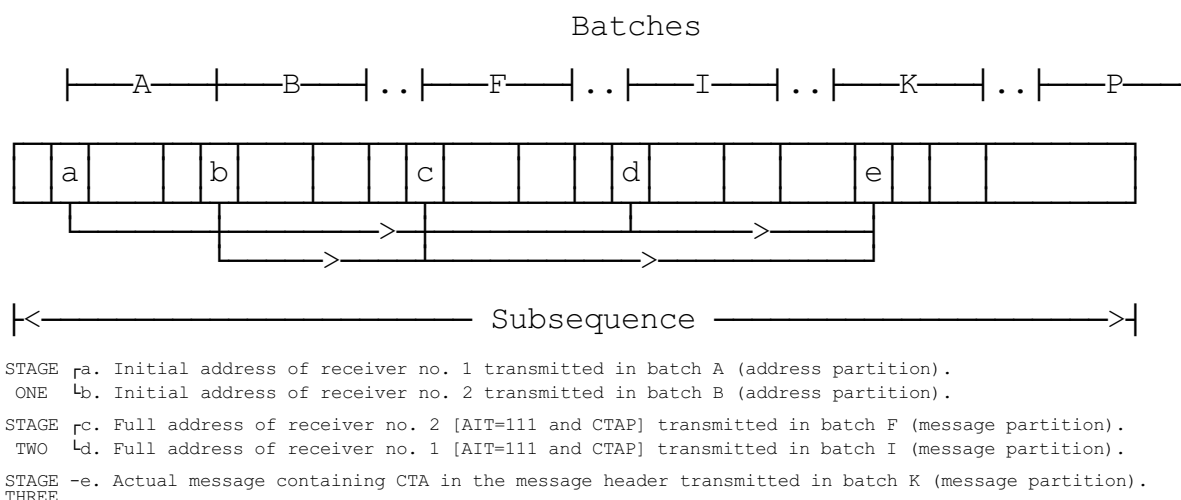 Batches
A B .. F .. I .. K .. P
a b c d e
> >
> >
< Subsequence >
STAGE a. Initial address of receiver no. 1 transmitted in batch A (address partition).
ONE b. Initial address of receiver no. 2 transmitted in batch B (address partition).
STAGE c. Full address of receiver no. 2 [AIT=111 and CTAP] transmitted in batch F (message partition).
TWO d. Full address of receiver no. 1 [AIT=111 and CTAP] transmitted in batch I (message partition).
STAGE -e. Actual message containing CTA in the message header transmitted in batch K (message partition).
THREE